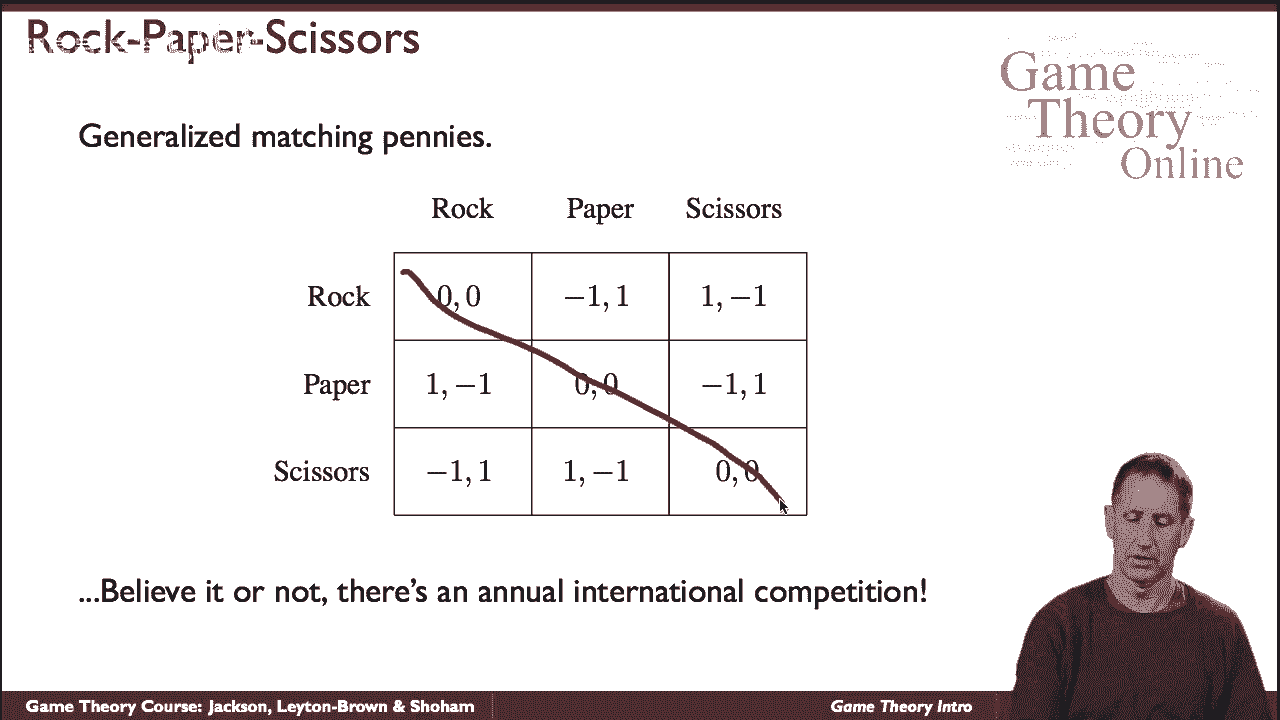 Rock-Paper-Scissors
Game
Theory
Online
Generalized matching pennies.
Rock Paper Scissors
Rock 0, 0 −1, 1 1, −1
Paper 1, −1 0, 0 −1, 1
Scissors −1, 1 1, −1 0, 0
...Believe it or not, there's an annual international competition!
Game Theory Course: Jackson, Leyton-Brown & Shoham
Game Theory Intro